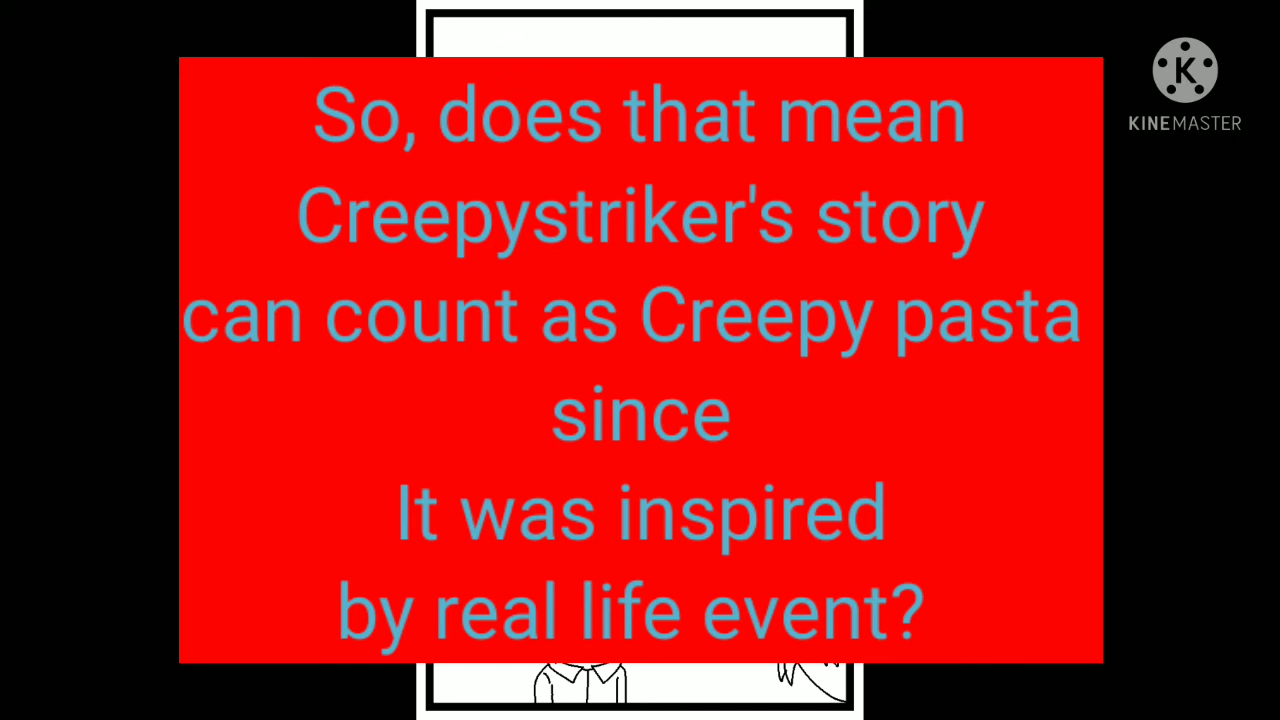 So, does that mean
Creepystriker's story
can count as Creepy pasta
since
It was inspired
by real life event?
K
KINEMASTER